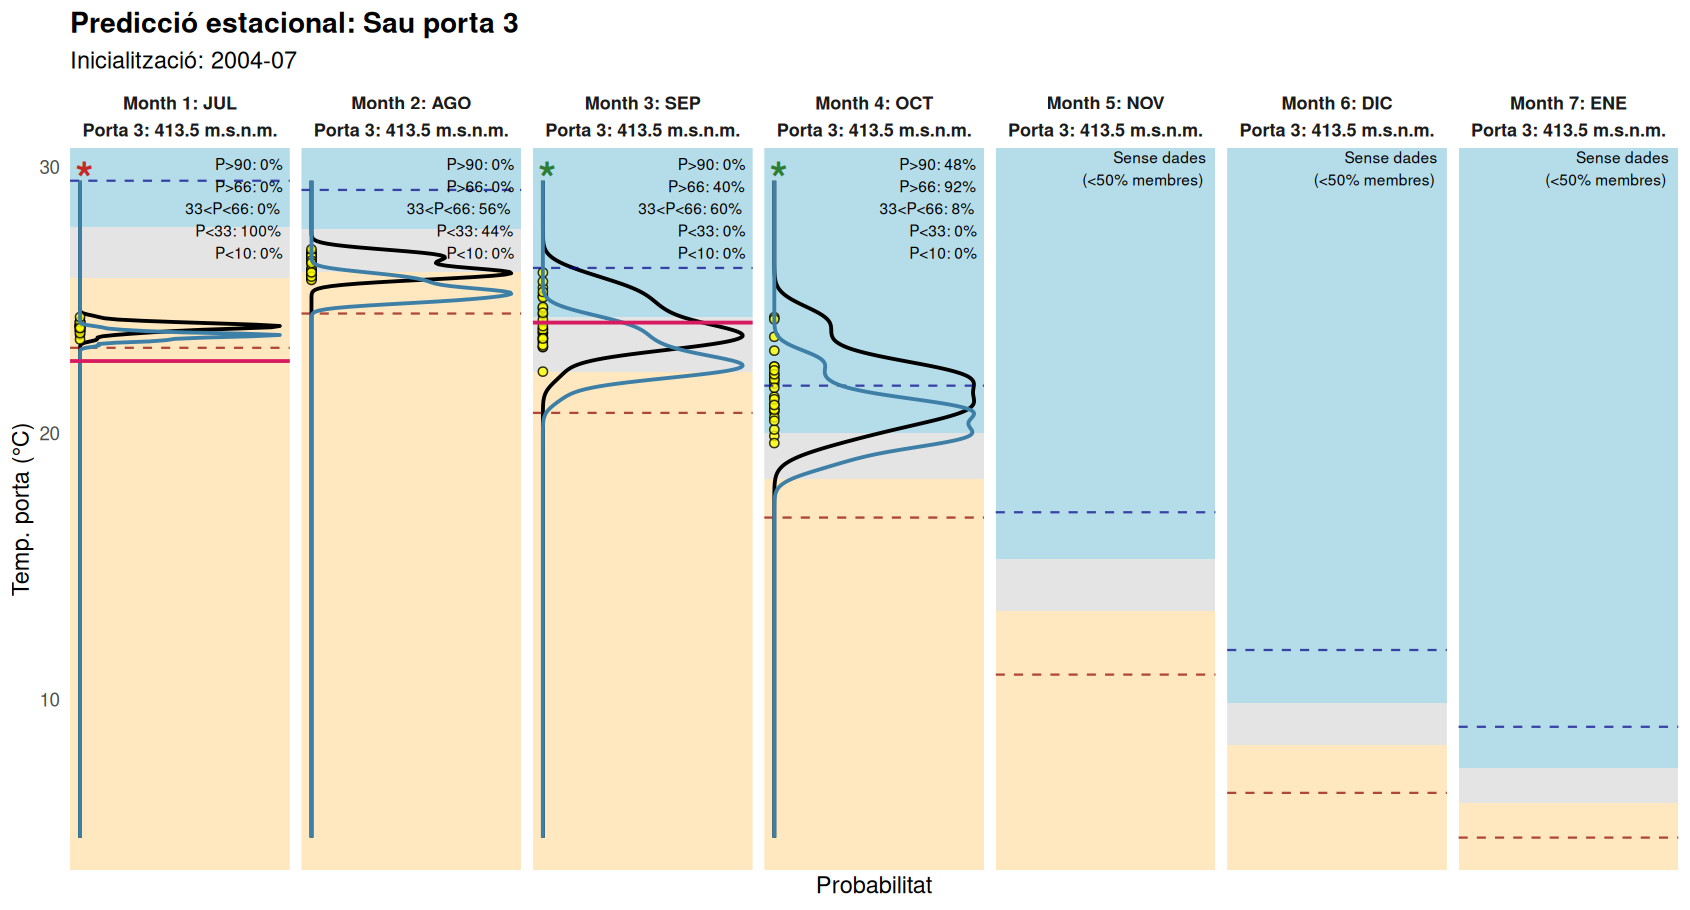 Predicció estacional: Sau porta 3
Inicialització: 2004-07
Month 1: JUL
Porta 3: 413.5 m.s.n.m.
Month 2: AGO
Porta 3: 413.5 m.s.n.m.
Month 3: SEP
Porta 3: 413.5 m.s.n.m.
Month 4: OCT
Porta 3: 413.5 m.s.n.m.
Month 5: NOV
Porta 3: 413.5 m.s.n.m.
Month 6: DIC
Porta 3: 413.5 m.s.n.m.
Month 7: ENE
Porta 3: 413.5 m.s.n.m.
Temp. porta (°C)
30
20
10
*
P>90: 0%
P>66: 0%
33<P<66: 0%
P<33: 100%
P<10: 0%
P>90: 0%
P>66: 0%
33<P<66: 56%
P<33: 44%
P<10: 0%
*
P>90: 0%
P>66: 40%
33<P<66: 60%
P<33: 0%
P<10: 0%
*
P>90: 48%
P>66: 92%
33<P<66: 8%
P<33: 0%
P<10: 0%
Sense dades
(<50% membres)
Sense dades
(<50% membres)
Sense dades
(<50% membres)
Probabilitat